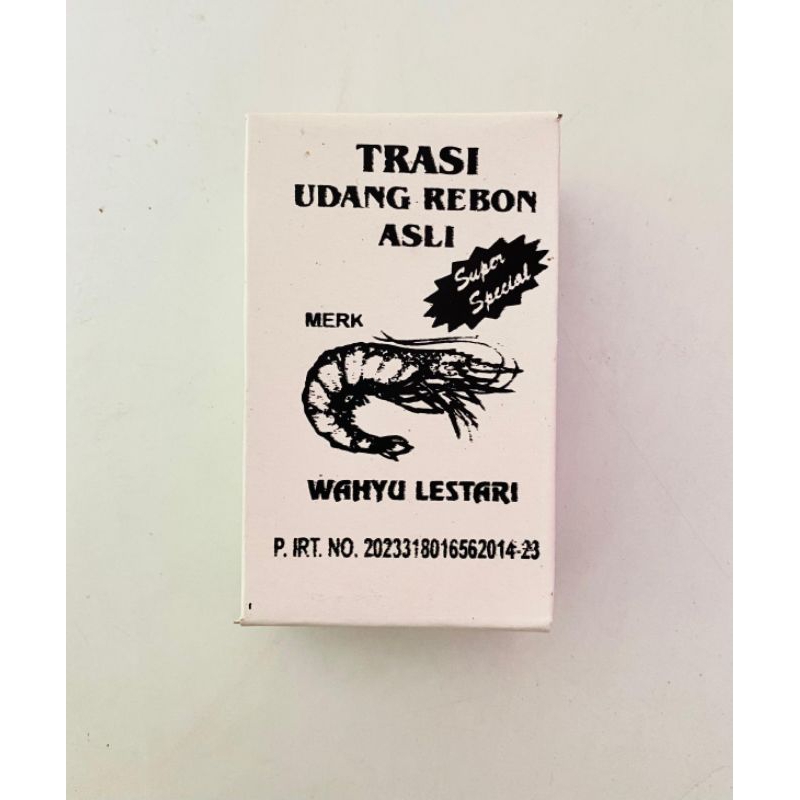 TRASI
UDANG REBON
ASLI
Super
Special
MERK
WAHYU LESTARI
P. IRT. NO. 2023318016562014-23